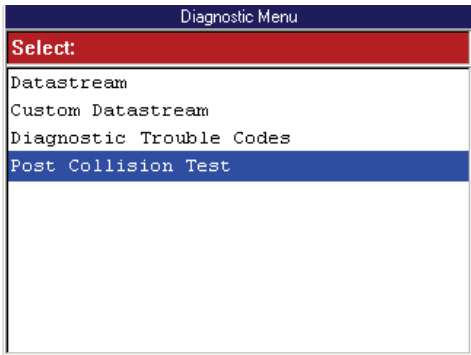 Diagnostic Menu
Select:
Datastream
Custom Datastream
Diagnostic Trouble Codes
Post Collision Test